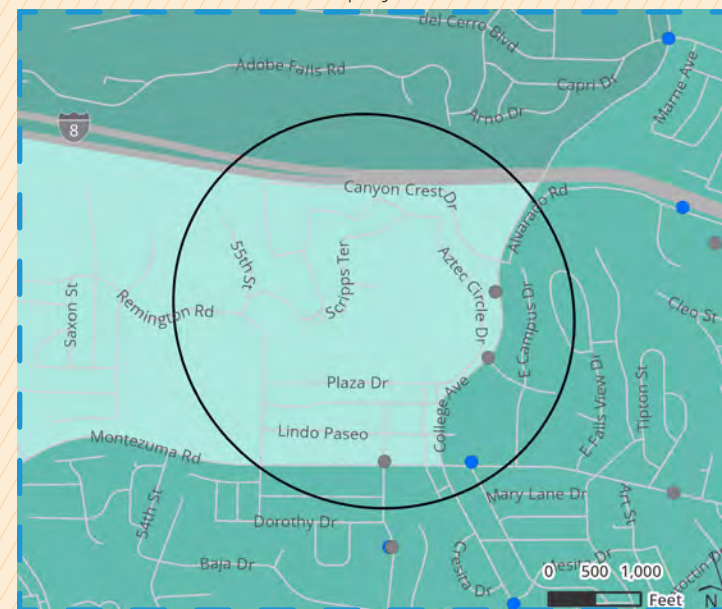 del Cerro Blvd
Adobe Falls Rd
Capri Dr
Marne Ave
Arno Dr
8
Canyon Crest Dr
Alvarado Rd
55th St
Scripps Ter
Aztec Circle Dr
E Campus Dr
Saxon St
Remington Rd
Cleo St
Plaza Dr
College Ave
E Falls View Dr
Tipton St
Lindo Paseo
Montezuma Rd
54th St
Mary Lane Dr
Art St
Dorothy Dr
Baja Dr
Cresita Dr
Mesita Dr
0 500 1,000
Feet
N